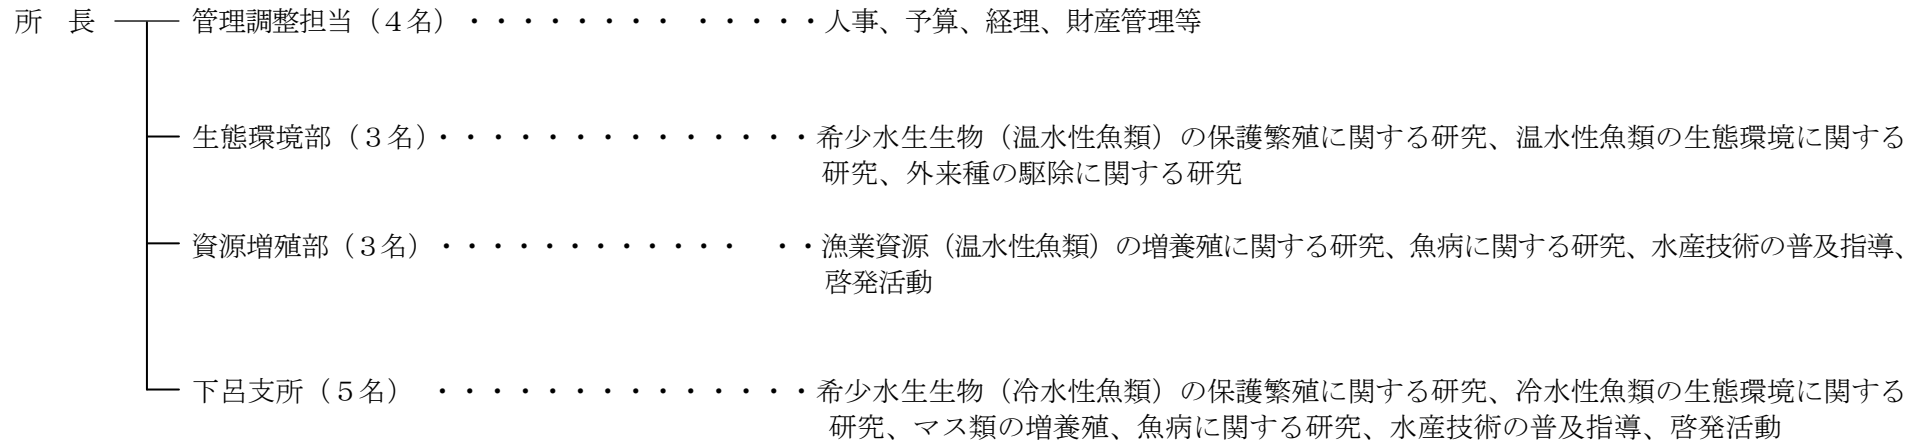 所　長　管理調整担当（４名）・・・・・・・・　・・・・・人事、予算、経理、財産管理等
生態環境部（３名）・・・・・・・・・・・・・・希少水生生物（温水性魚類）の保護繁殖に関する研究、温水性魚類の生態環境に関する
研究、外来種の駆除に関する研究
資源増殖部（３名）・・・・・・・・・・・・　・・漁業資源（温水性魚類）の増養殖に関する研究、魚病に関する研究、水産技術の普及指導、
啓発活動
下呂支所（５名）　・・・・・・・・・・・・・・希少水生生物（冷水性魚類）の保護繁殖に関する研究、冷水性魚類の生態環境に関する
研究、マス類の増養殖、魚病に関する研究、水産技術の普及指導、啓発活動